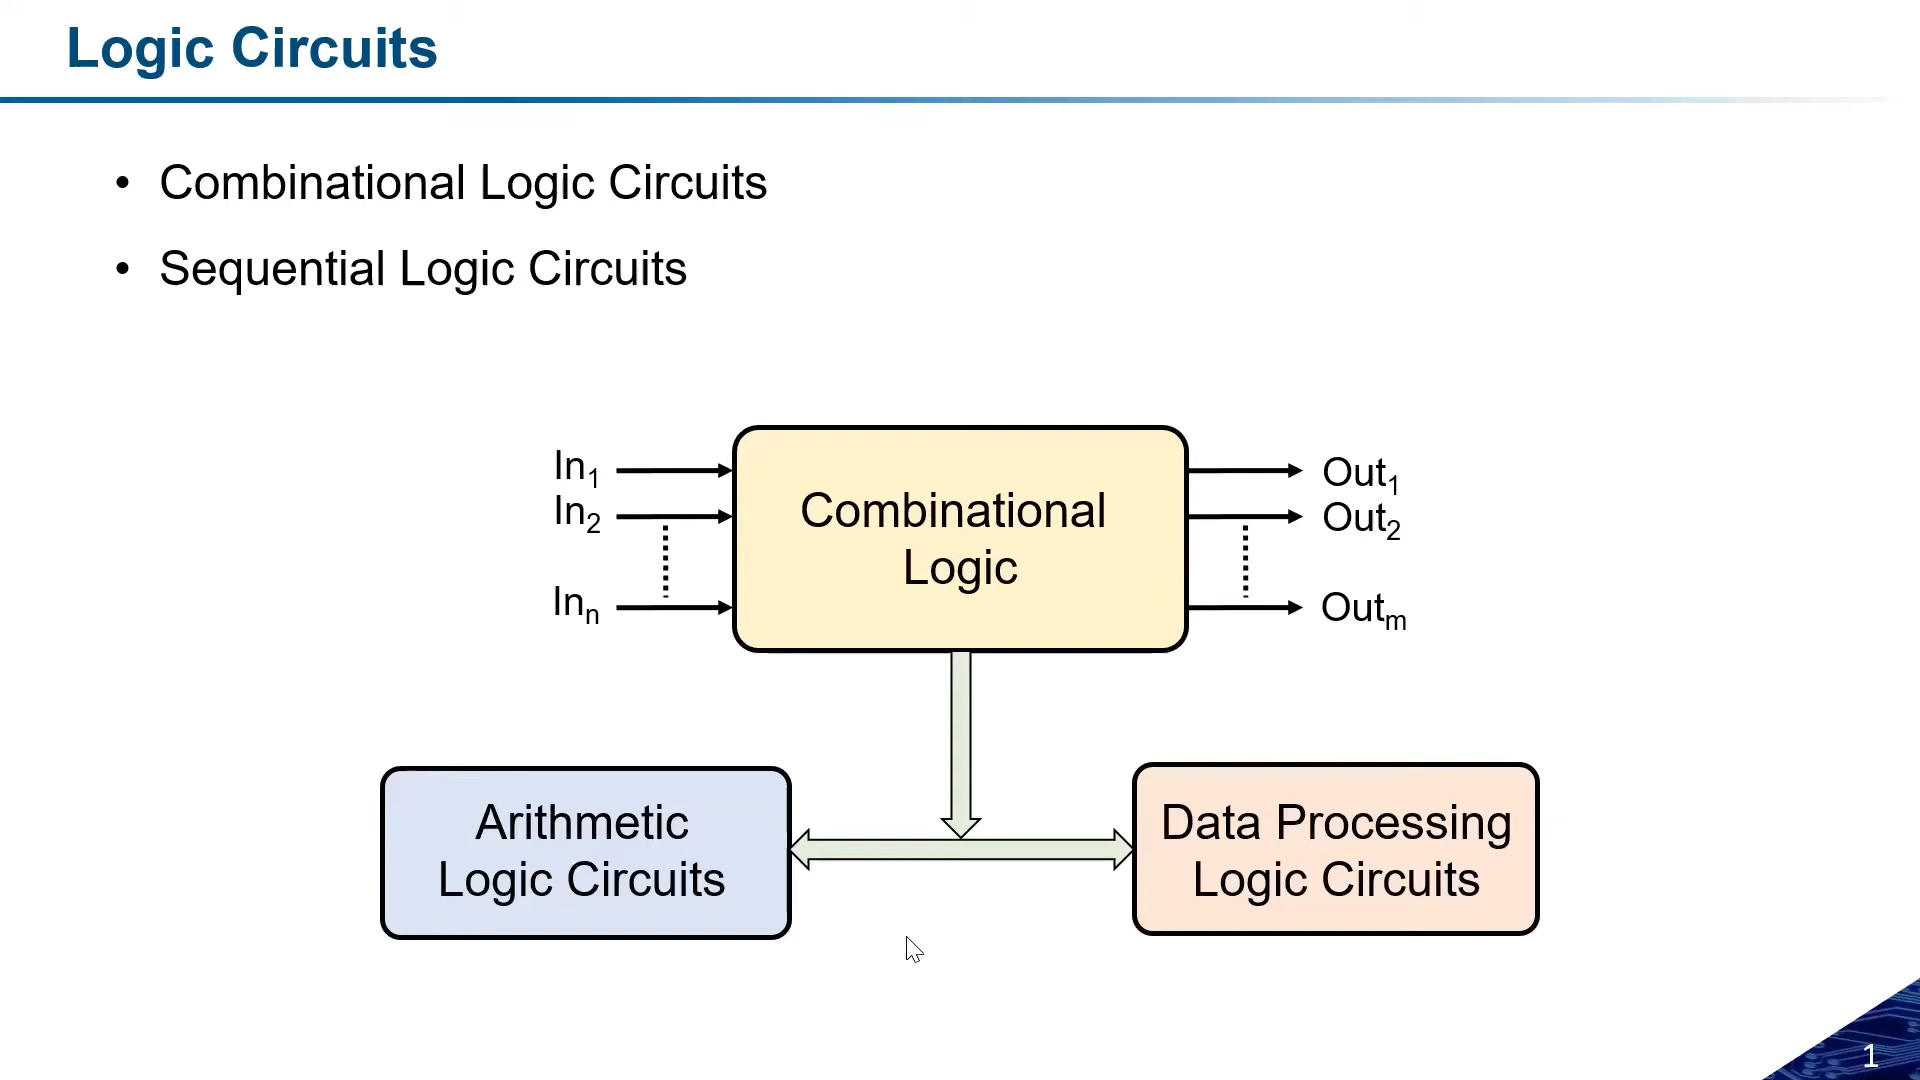 Logic Circuits
• Combinational Logic Circuits
• Sequential Logic Circuits
In₁
In₂
Inₙ
Combinational
Logic
Out₁
Out₂
Outₘ
Arithmetic
Logic Circuits
Data Processing
Logic Circuits
1